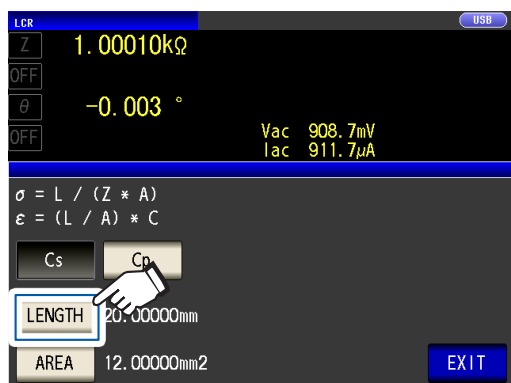 LCR USB
Z 1.00010kΩ
OFF
θ -0.003 °
OFF
Vac 908.7mV
Iac 911.7μA
σ = L / (Z * A)
ε = (L / A) * C
Cs Cp
LENGTH 20.00000mm
AREA 12.00000mm2 EXIT